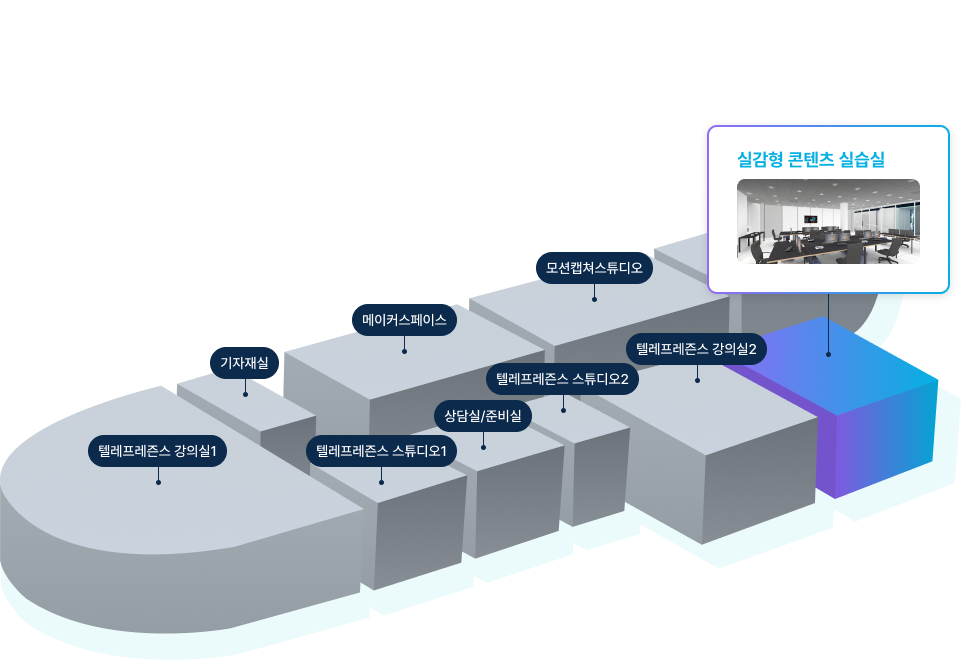 실감형 콘텐츠 실습실
모션캡쳐스튜디오
메이커스페이스
텔레프레즌스 강의실2
기자재실
텔레프레즌스 스튜디오2
상담실/준비실
텔레프레즌스 강의실1
텔레프레즌스 스튜디오1